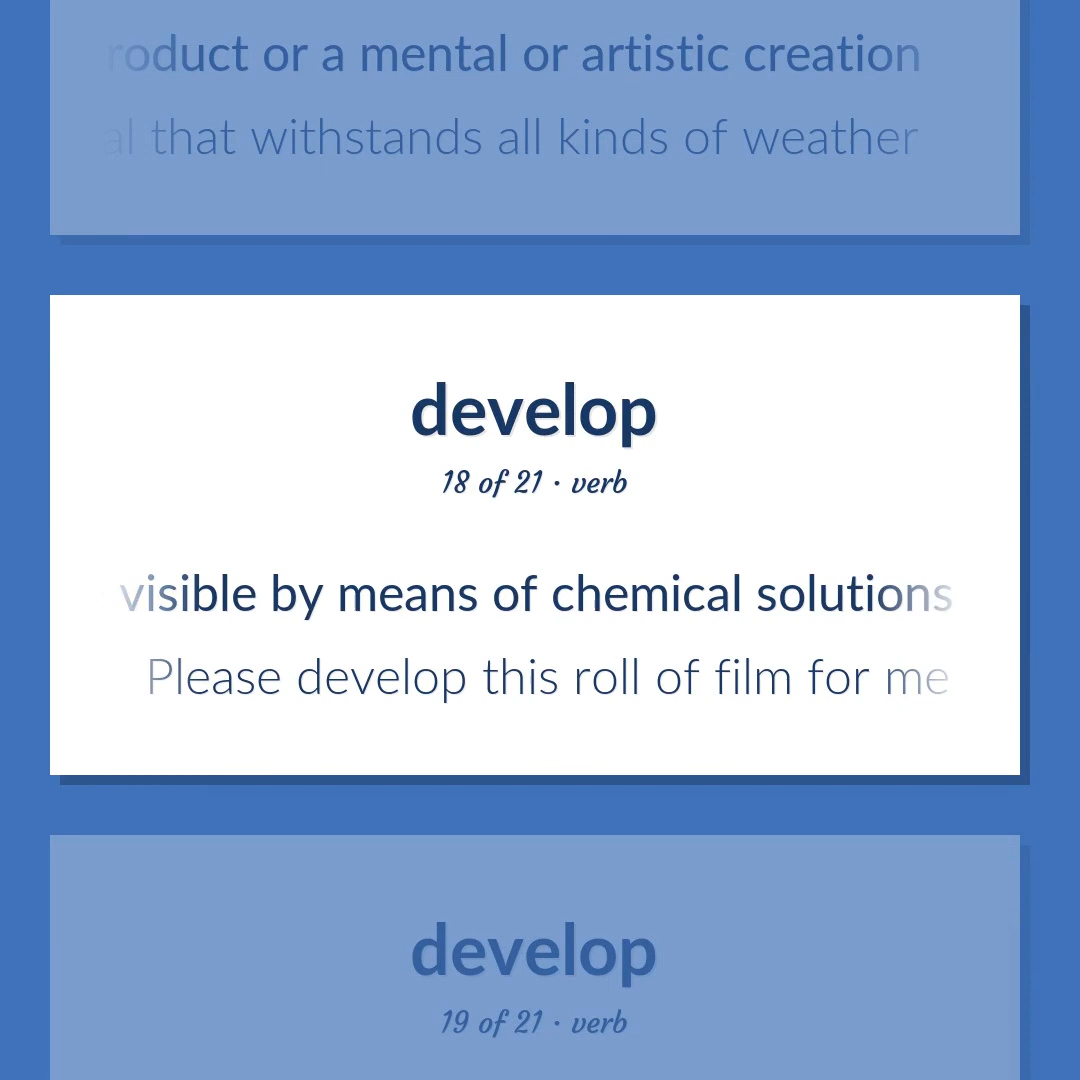 roduct or a mental or artistic creation
al that withstands all kinds of weather
develop
18 of 21 · verb
visible by means of chemical solutions
Please develop this roll of film for me
develop
19 of 21 · verb